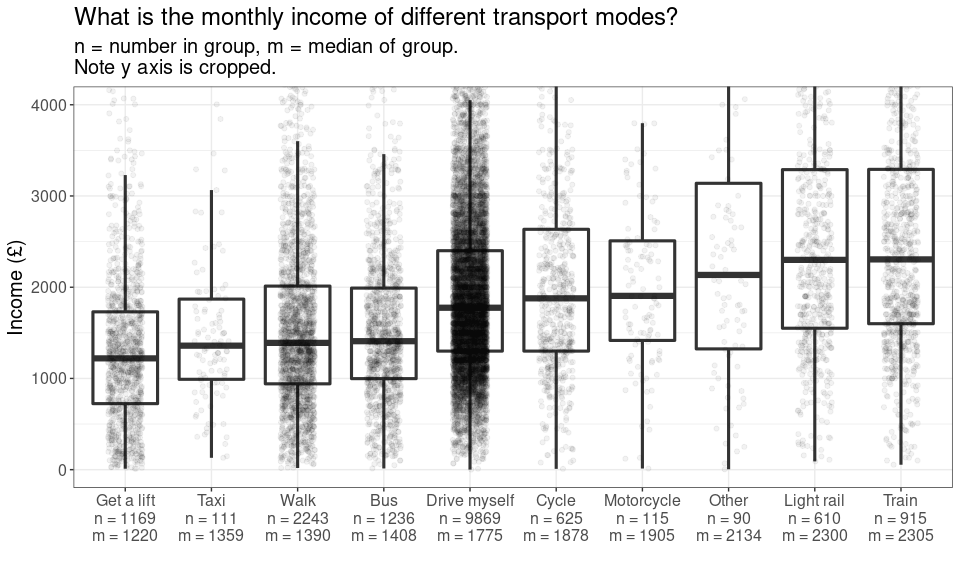 What is the monthly income of different transport modes?
n = number in group, m = median of group.
Note y axis is cropped.
Income (£)
4000
3000
2000
1000
0
Get a lift Taxi Walk Bus Drive myself Cycle Motorcycle Other Light rail Train
n = 1169 n = 111 n = 2243 n = 1236 n = 9869 n = 625 n = 115 n = 90 n = 610 n = 915
m = 1220 m = 1359 m = 1390 m = 1408 m = 1775 m = 1878 m = 1905 m = 2134 m = 2300 m = 2305